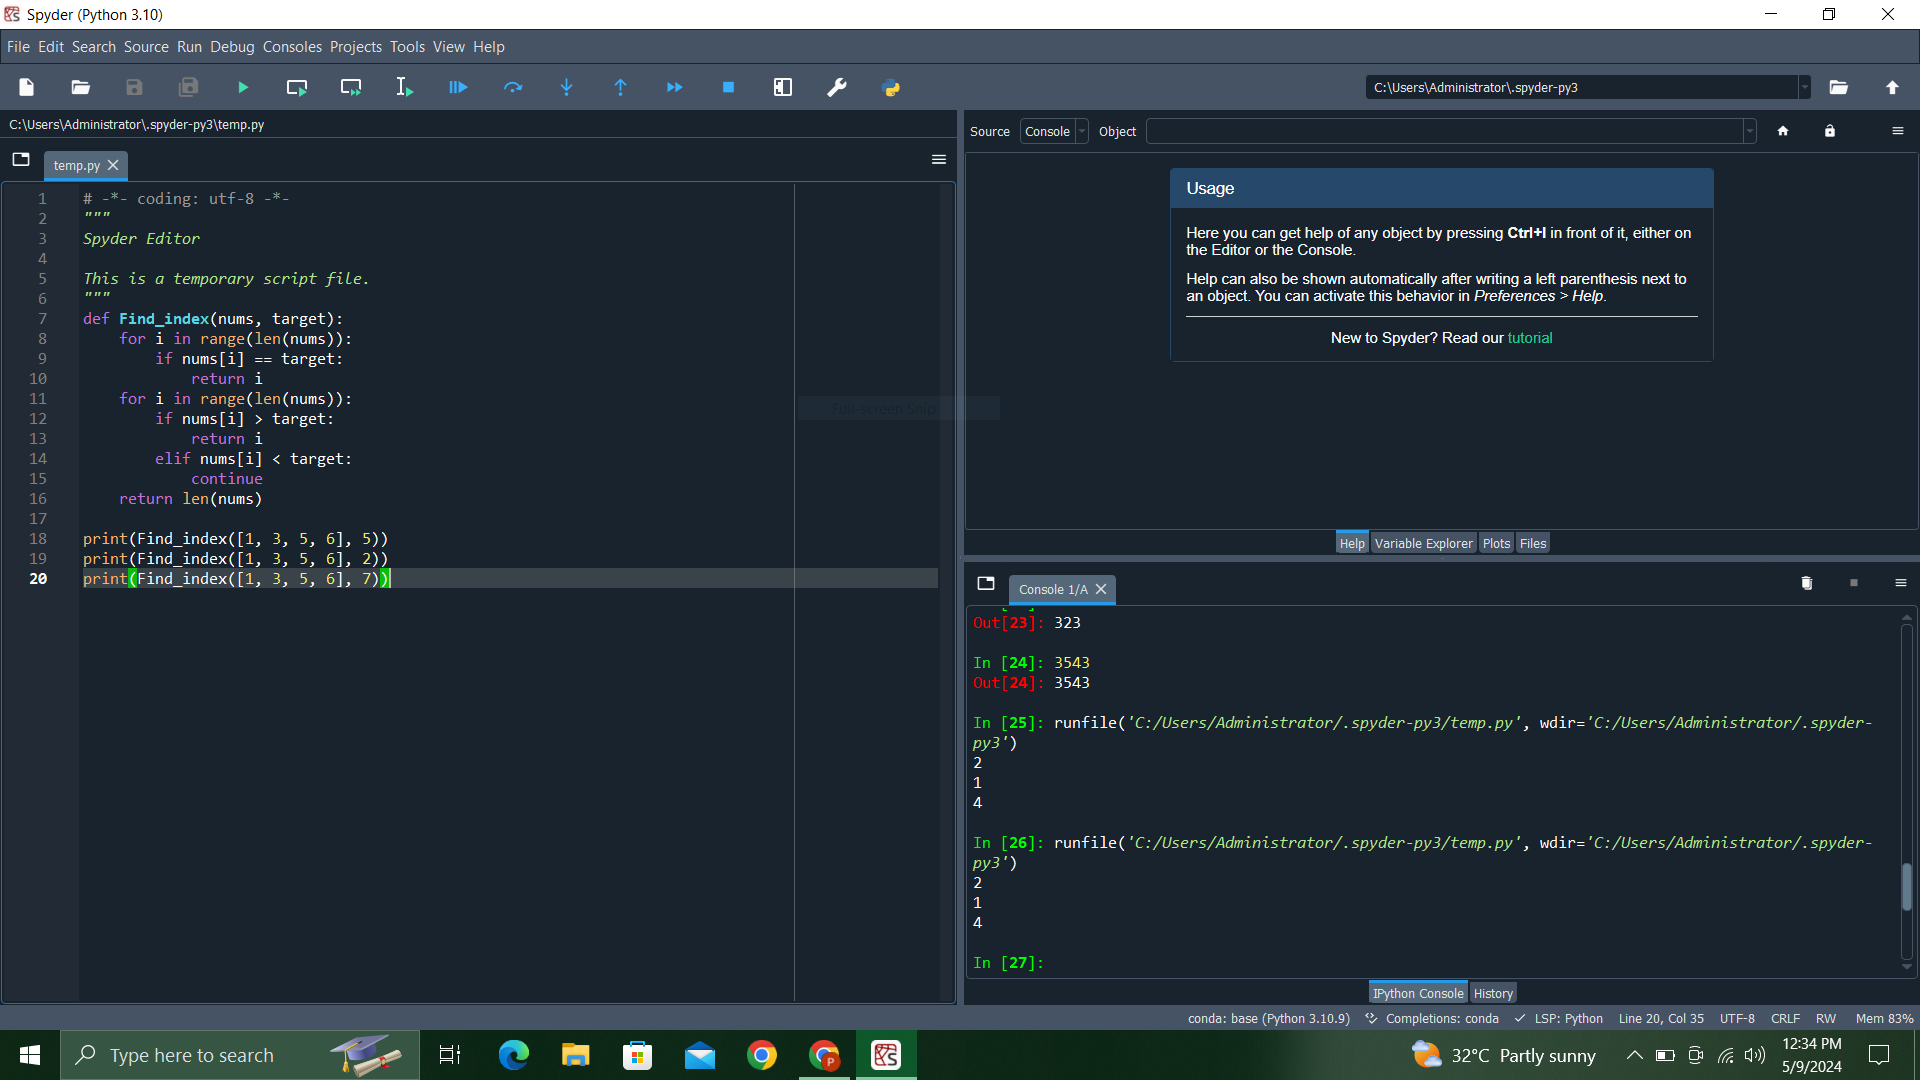 Spyder (Python 3.10)
File Edit Search Source Run Debug Consoles Projects Tools View Help
C:\Users\Administrator\.spyder-py3
C:\Users\Administrator\.spyder-py3\temp.py
temp.py
1 # -*- coding: utf-8 -*-
2 """
3 Spyder Editor
4
5 This is a temporary script file.
6 """
7 def Find_index(nums, target):
8     for i in range(len(nums)):
9         if nums[i] == target:
10             return i
11     for i in range(len(nums)):
12         if nums[i] > target:
13             return i
14         elif nums[i] < target:
15             continue
16     return len(nums)
17
18 print(Find_index([1, 3, 5, 6], 5))
19 print(Find_index([1, 3, 5, 6], 2))
20 print(Find_index([1, 3, 5, 6], 7))
Full-screen Snip
Source Console Object
Usage
Here you can get help of any object by pressing Ctrl+I in front of it, either on
the Editor or the Console.
Help can also be shown automatically after writing a left parenthesis next to
an object. You can activate this behavior in Preferences > Help.
New to Spyder? Read our tutorial
Help Variable Explorer Plots Files
Console 1/A
Out[23]: 323
In [24]: 3543
Out[24]: 3543
In [25]: runfile('C:/Users/Administrator/.spyder-py3/temp.py', wdir='C:/Users/Administrator/.spyder-
py3')
2
1
4
In [26]: runfile('C:/Users/Administrator/.spyder-py3/temp.py', wdir='C:/Users/Administrator/.spyder-
py3')
2
1
4
In [27]:
IPython Console History
conda: base (Python 3.10.9) Completions: conda LSP: Python Line 20, Col 35 UTF-8 CRLF RW Mem 83%
Type here to search
32°C Partly sunny
12:34 PM
5/9/2024